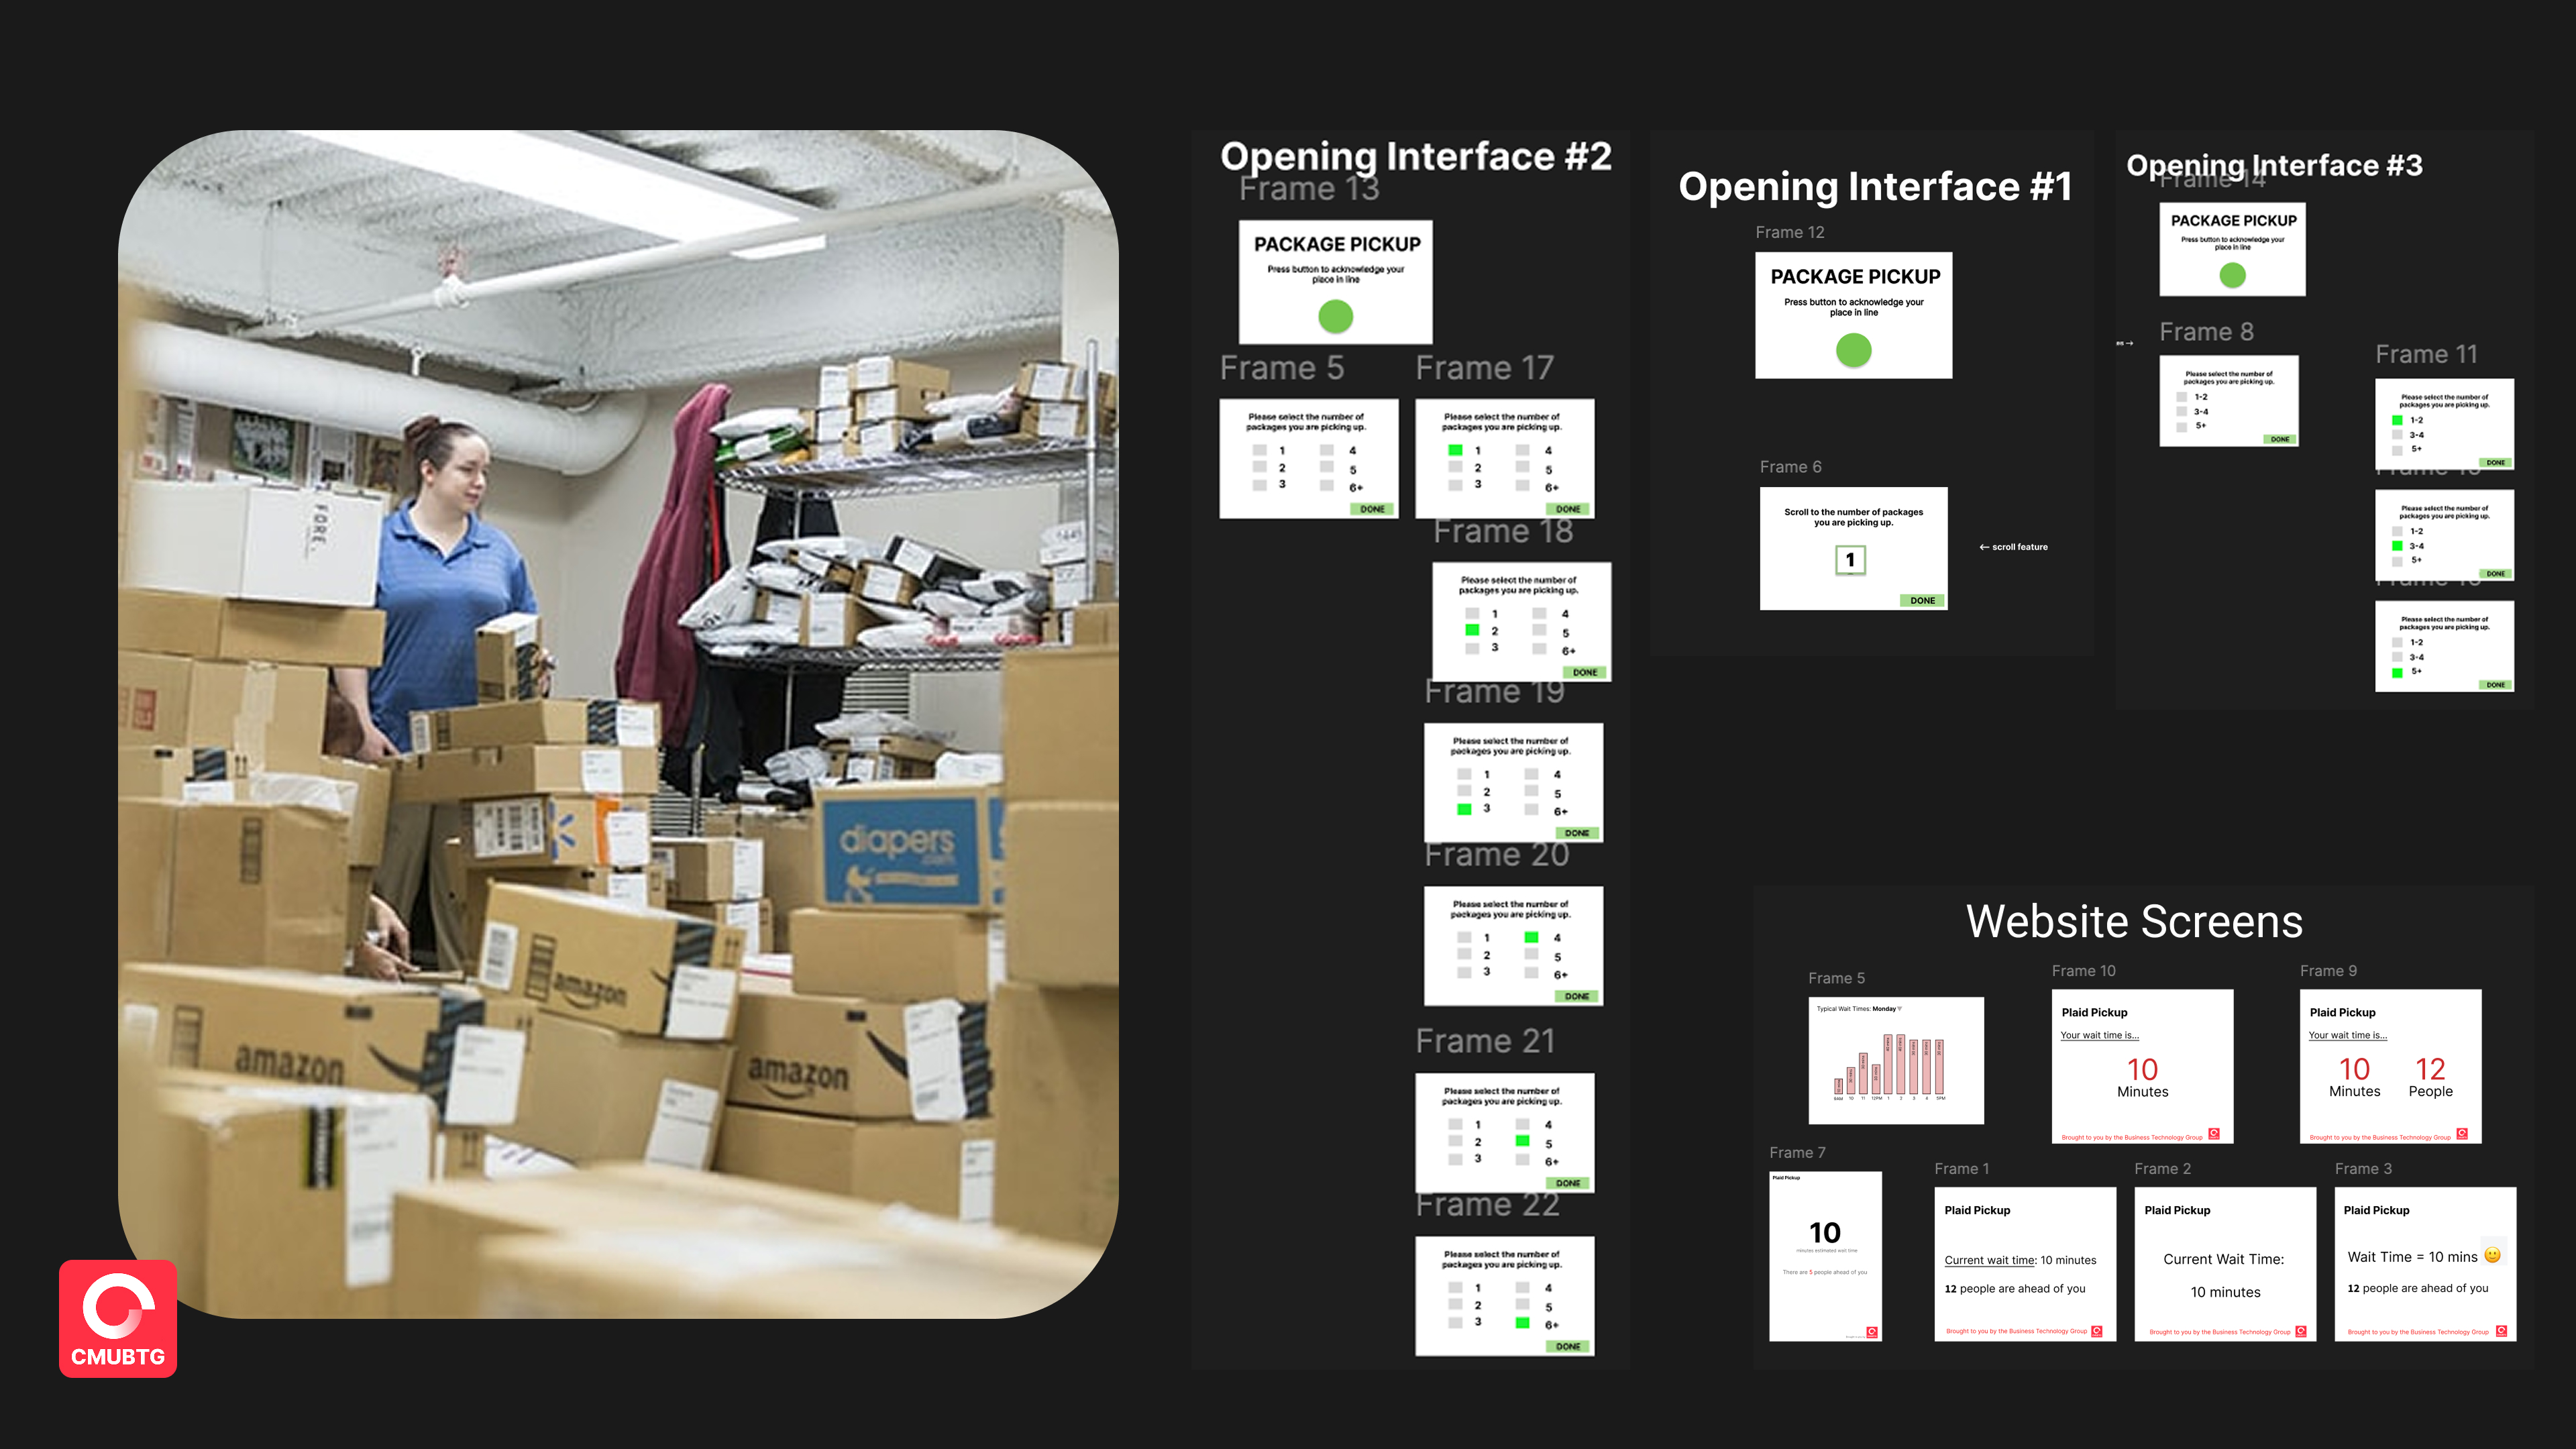 FORE.
1441
diapers
.com
amazon
amazon
amazon
CMUBTG
Opening Interface #2
Frame 13
PACKAGE PICKUP
Press button to acknowledge your
place in line
Frame 5
Please select the number of
packages you are picking up.
1 4
2 5
3 6+
DONE
Frame 17
Please select the number of
packages you are picking up.
1 4
2 5
3 6+
DONE
Frame 18
Please select the number of
packages you are picking up.
1 4
2 5
3 6+
DONE
Frame 19
Please select the number of
packages you are picking up.
1 4
2 5
3 6+
DONE
Frame 20
Please select the number of
packages you are picking up.
1 4
2 5
3 6+
DONE
Frame 21
Please select the number of
packages you are picking up.
1 4
2 5
3 6+
DONE
Frame 22
Please select the number of
packages you are picking up.
1 4
2 5
3 6+
DONE
Opening Interface #1
Frame 12
PACKAGE PICKUP
Press button to acknowledge your
place in line
Frame 6
Scroll to the number of packages
you are picking up.
1
DONE
← scroll feature
Opening Interface #3
Frame 14
PACKAGE PICKUP
Press button to acknowledge your
place in line
Frame 8
Please select the number of
packages you are picking up.
1-2
3-4
5+
DONE
Frame 11
Please select the number of
packages you are picking up.
1-2
3-4
5+
DONE
Please select the number of
packages you are picking up.
1-2
3-4
5+
DONE
Please select the number of
packages you are picking up.
1-2
3-4
5+
DONE
Website Screens
Frame 5
Typical Wait Times: Monday
9AM 10 11 12PM 1 2 3 4 5PM
Frame 10
Plaid Pickup
Your wait time is...
10
Minutes
Brought to you by the Business Technology Group
Frame 9
Plaid Pickup
Your wait time is...
10 12
Minutes People
Brought to you by the Business Technology Group
Frame 7
Plaid Pickup
10
minutes estimated wait time
There are 5 people ahead of you
Frame 1
Plaid Pickup
Current wait time: 10 minutes
12 people are ahead of you
Brought to you by the Business Technology Group
Frame 2
Plaid Pickup
Current Wait Time:
10 minutes
Brought to you by the Business Technology Group
Frame 3
Plaid Pickup
Wait Time = 10 mins 🙂
12 people are ahead of you
Brought to you by the Business Technology Group